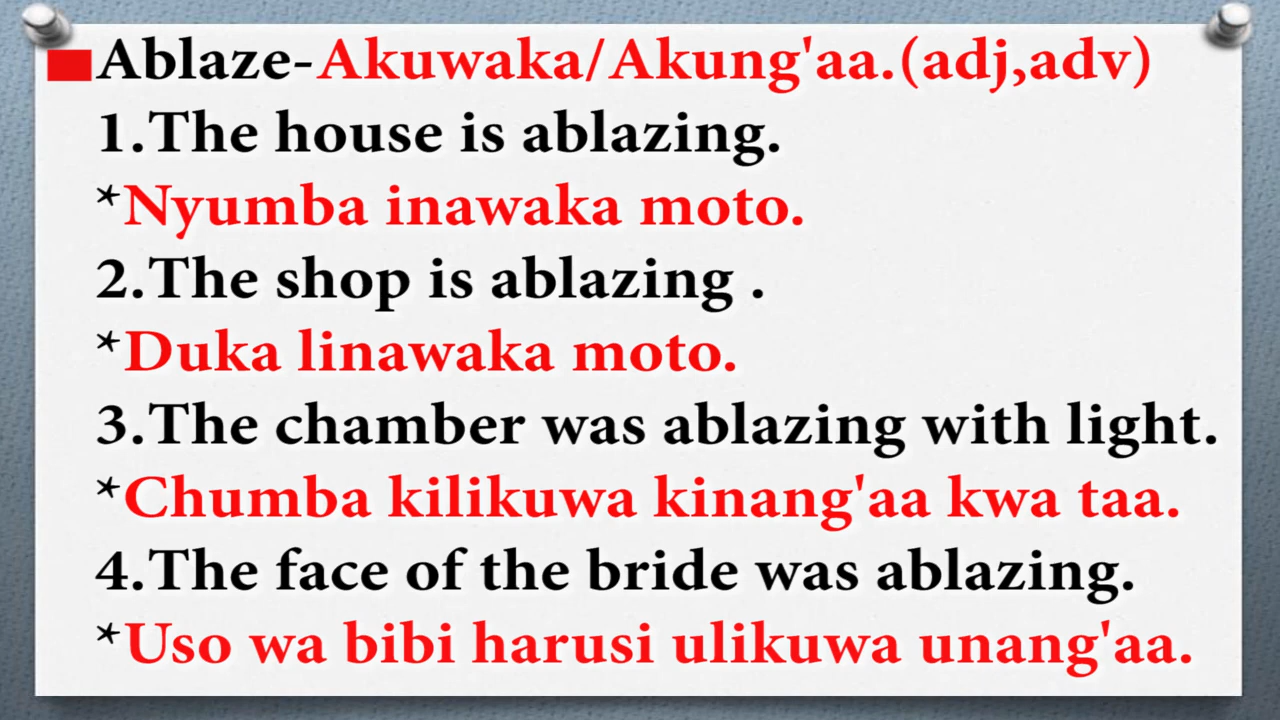 Ablaze-Akuwaka/Akung'aa.(adj,adv)
1.The house is ablazing.
*Nyumba inawaka moto.
2.The shop is ablazing .
*Duka linawaka moto.
3.The chamber was ablazing with light.
*Chumba kilikuwa kinang'aa kwa taa.
4.The face of the bride was ablazing.
*Uso wa bibi harusi ulikuwa unang'aa.